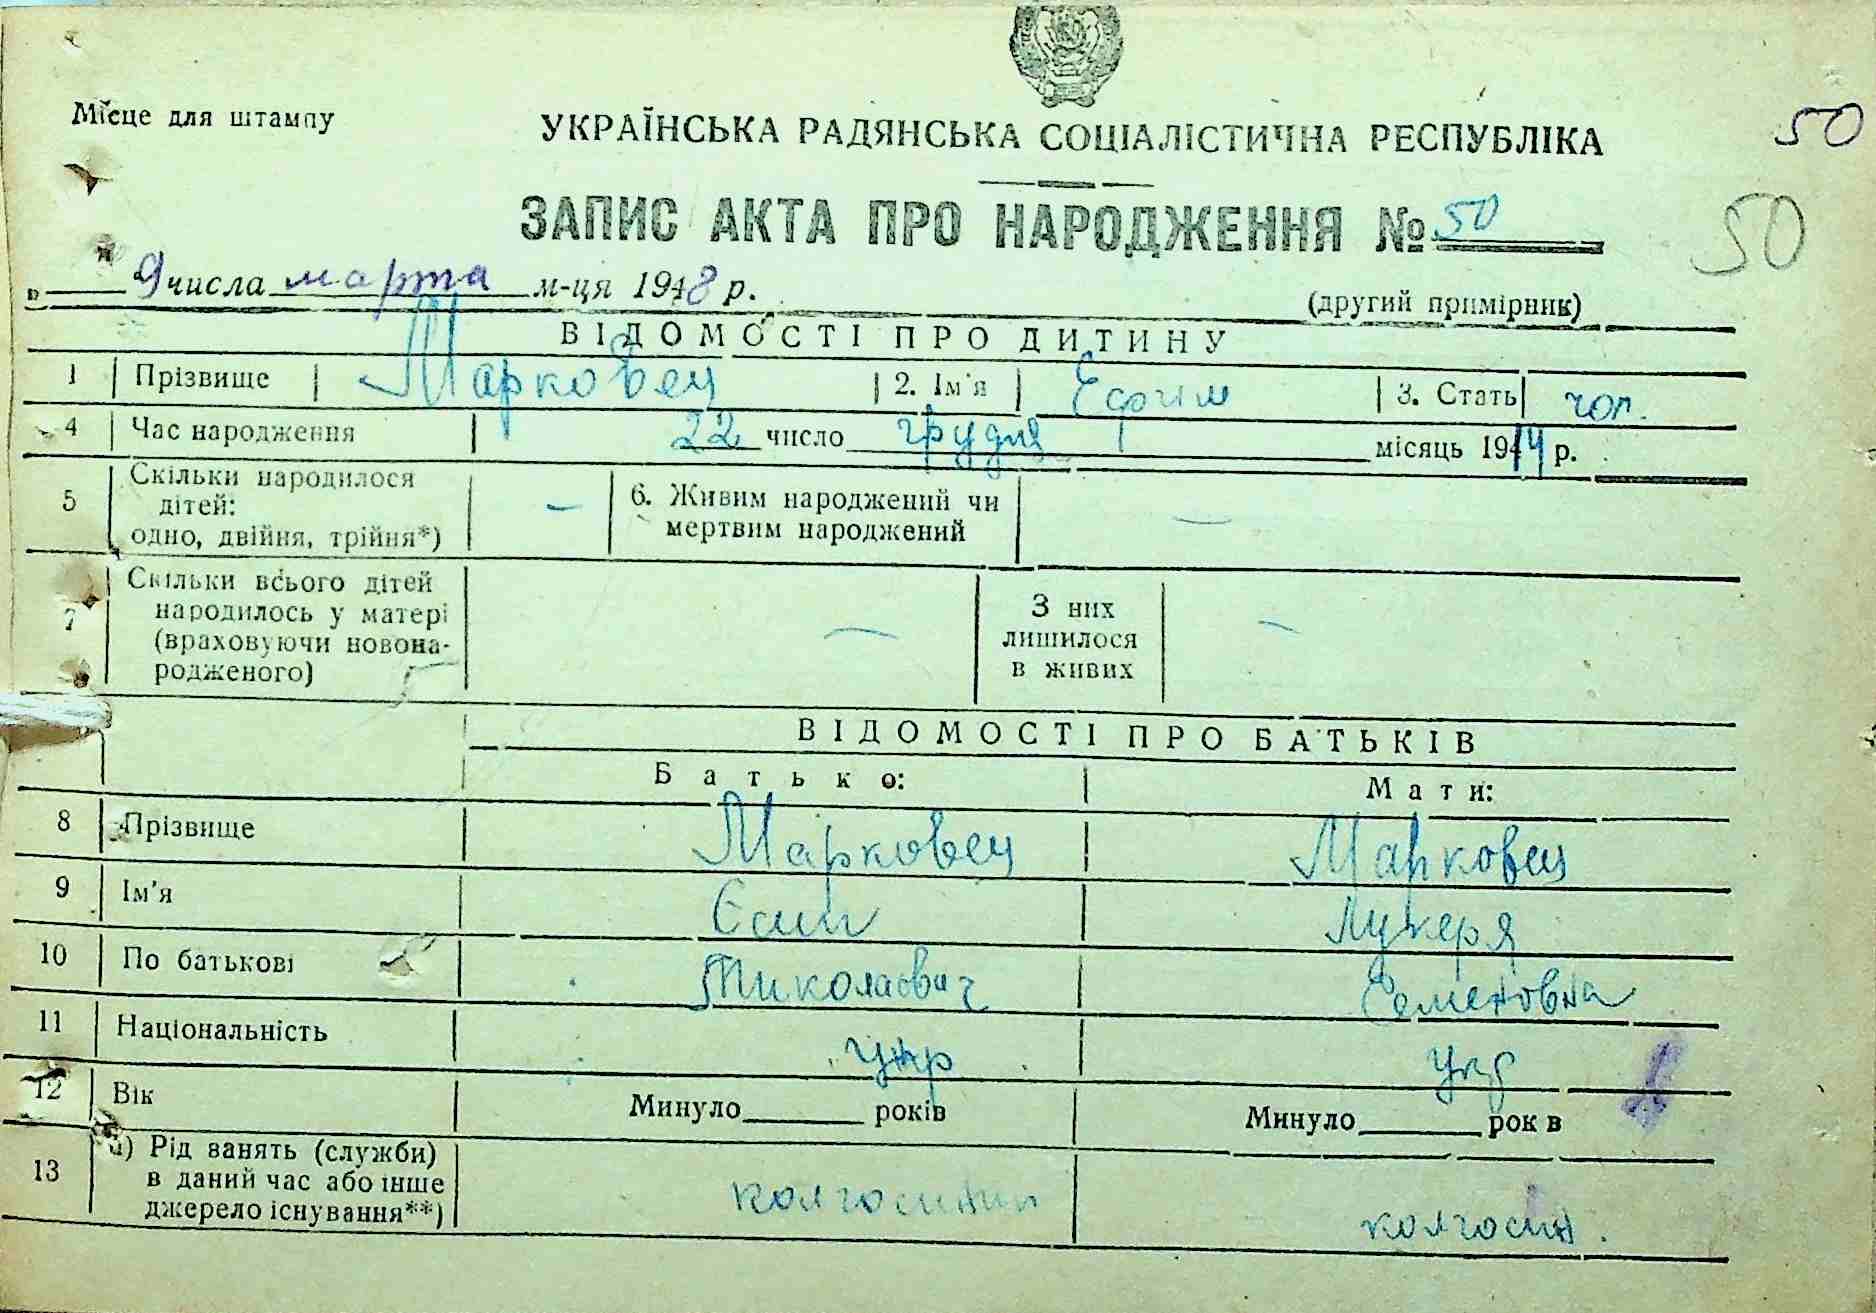 Місце для штампу
50
УКРАЇНСЬКА РАДЯНСЬКА СОЦІАЛІСТИЧНА РЕСПУБЛІКА
ЗАПИС АКТА ПРО НАРОДЖЕННЯ № 50
50
„ 9 числа марта м-ця 1948 р.
(другий примірник)
ВІДОМОСТІ ПРО ДИТИНУ
1 Прізвище Марковец 2. Ім'я Єфим 3. Стать чол.
4 Час народження 22 число грудня місяць 1914 р.
5 Скільки народилося дітей: одно, двійня, трійня*) — 6. Живим народжений чи мертвим народжений —
7 Скільки всього дітей народилось у матері (враховуючи новонародженого) — З них лишилося в живих —
ВІДОМОСТІ ПРО БАТЬКІВ
Батько: Мати:
8 Прізвище Марковец Марковец
9 Ім'я Єсип Лукеря
10 По батькові Миколаєвич Семеновна
11 Національність укр укр
12 Вік Минуло ______ років Минуло ______ рок в
13 а) Рід занять (служби) в даний час або інше джерело існування**) колгоспник колгосп.